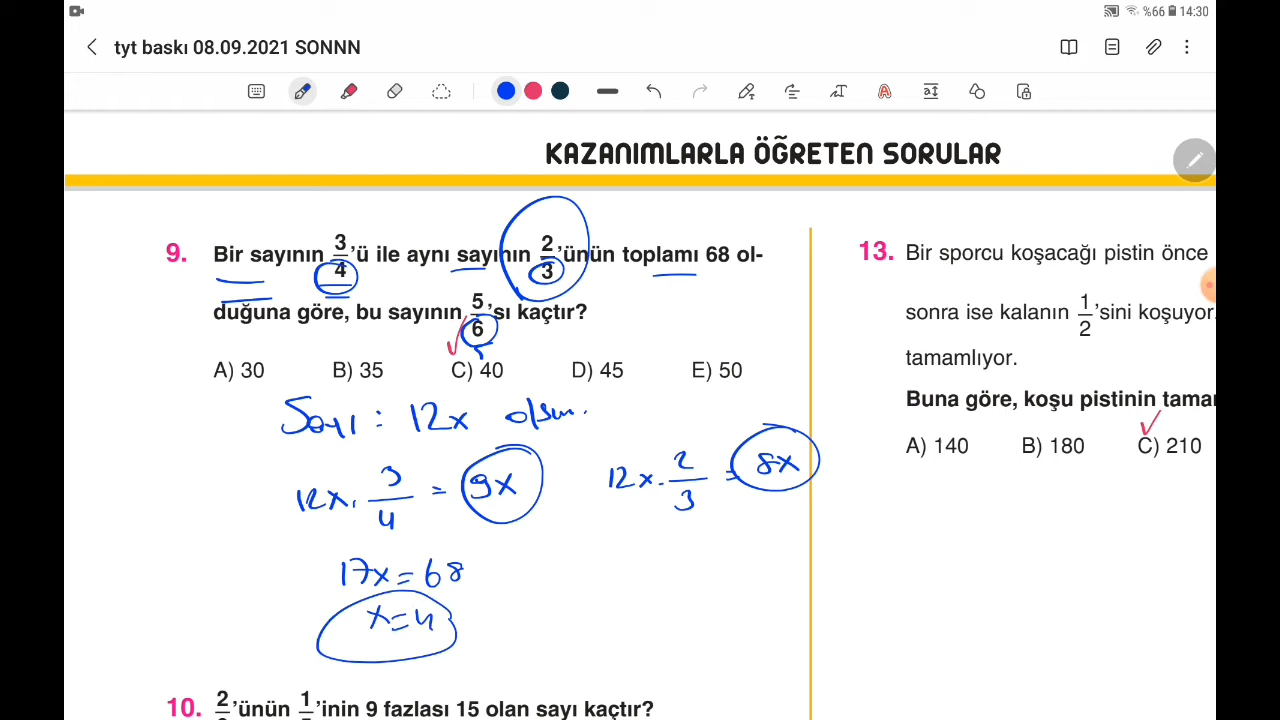 %66 14:30
tyt baskı 08.09.2021 SONNN
KAZANIMLARLA ÖĞRETEN SORULAR
9. Bir sayının 3/4'ü ile aynı sayının 2/3'ünün toplamı 68 ol-
duğuna göre, bu sayının 5/6'sı kaçtır?
A) 30 B) 35 C) 40 D) 45 E) 50
Sayı : 12x olsun.
12x . 3/4 = 9x
12x . 2/3 = 8x
17x = 68
x = 4
10. 'ünün 'inin 9 fazlası 15 olan sayı kaçtır?
13. Bir sporcu koşacağı pistin önce
sonra ise kalanın 1/2'sini koşuyor.
tamamlıyor.
Buna göre, koşu pistinin
A) 140 B) 180 C) 210